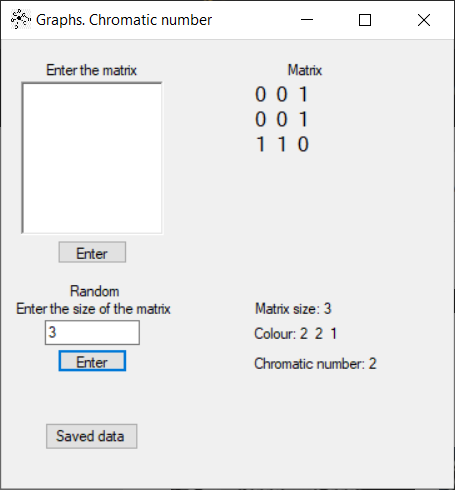 Graphs. Chromatic number
Enter the matrix
Matrix
0 0 1
0 0 1
1 1 0
Enter
Random
Enter the size of the matrix
3
Enter
Matrix size: 3
Colour: 2 2 1
Chromatic number: 2
Saved data